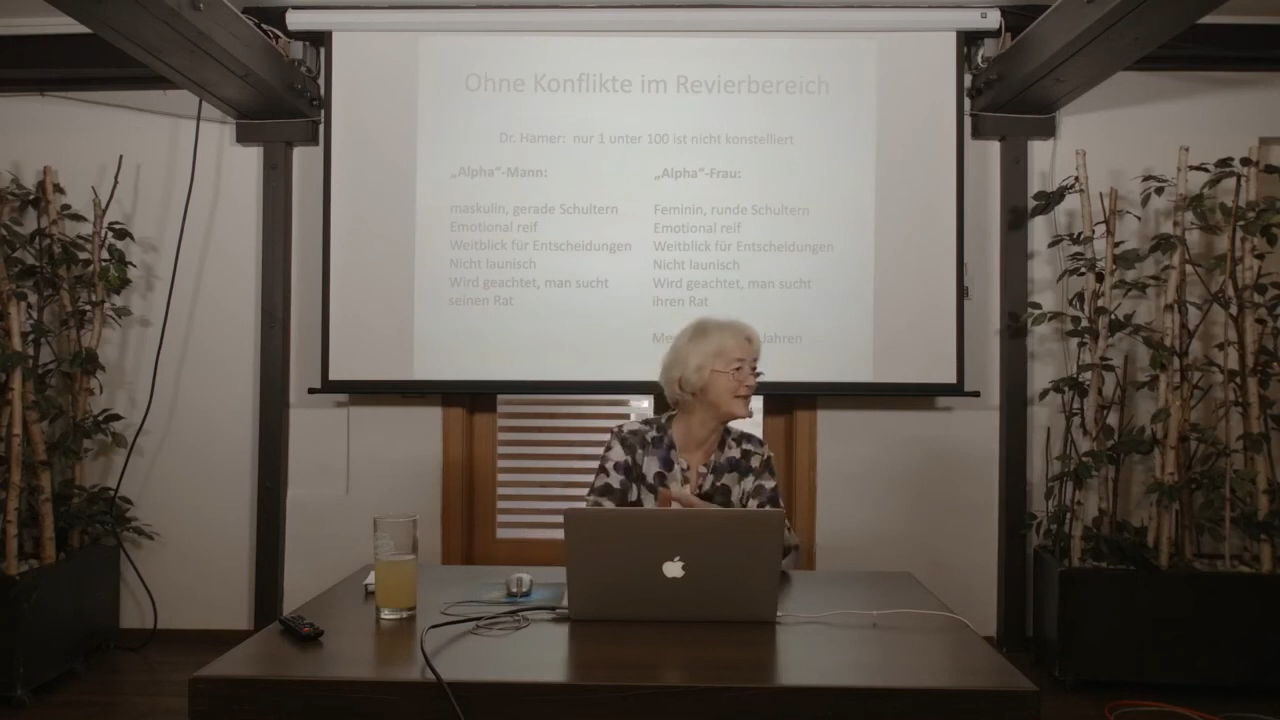 Ohne Konflikte im Revierbereich
Dr. Hamer: nur 1 unter 100 ist nicht konstelliert
„Alpha“-Mann:
maskulin, gerade Schultern
Emotional reif
Weitblick für Entscheidungen
Nicht launisch
Wird geachtet, man sucht
seinen Rat
„Alpha“-Frau:
Feminin, runde Schultern
Emotional reif
Weitblick für Entscheidungen
Nicht launisch
Wird geachtet, man sucht
ihren Rat
Jahren